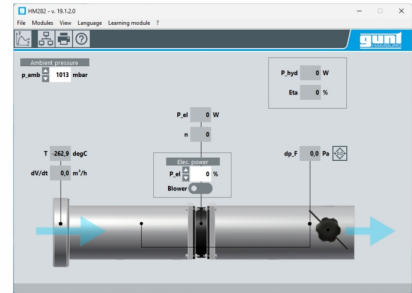 HM282 - v. 19.1.2.0
File Modules View Language Learning module ?
gunt
HAMBURG
Ambient pressure
p_amb 1013 mbar
P_hyd 0 W
Eta 0 %
P_el 0 W
n 0
T -262,9 degC
dV/dt 0,0 m³/h
Elec. power
P_el 0 %
Blower
dp_F 0,0 Pa